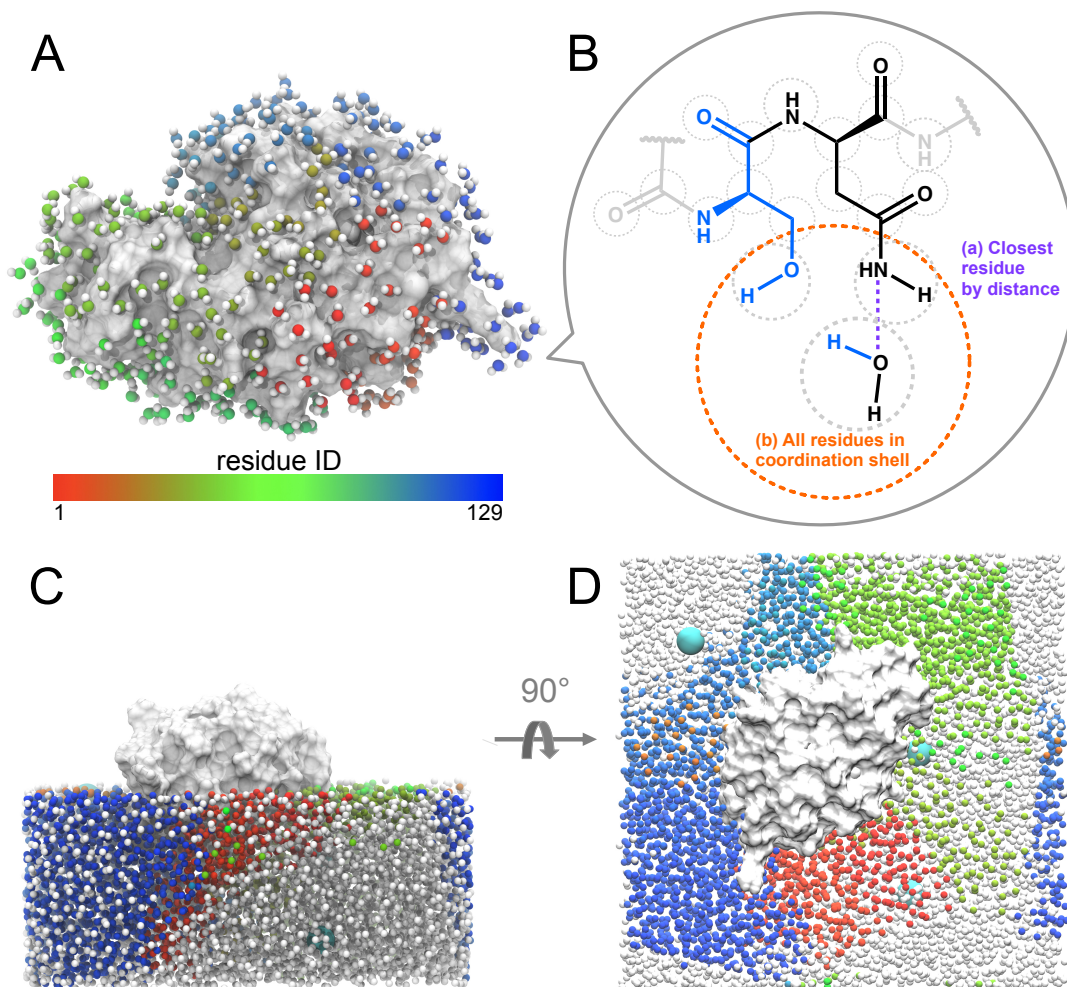 A
B
O
H
N
O
N
H
O
N
H
O
O
H
O
HN
H
(a) Closest
residue
by distance
H
O
H
(b) All residues in
coordination shell
residue ID
1
129
C
D
90°